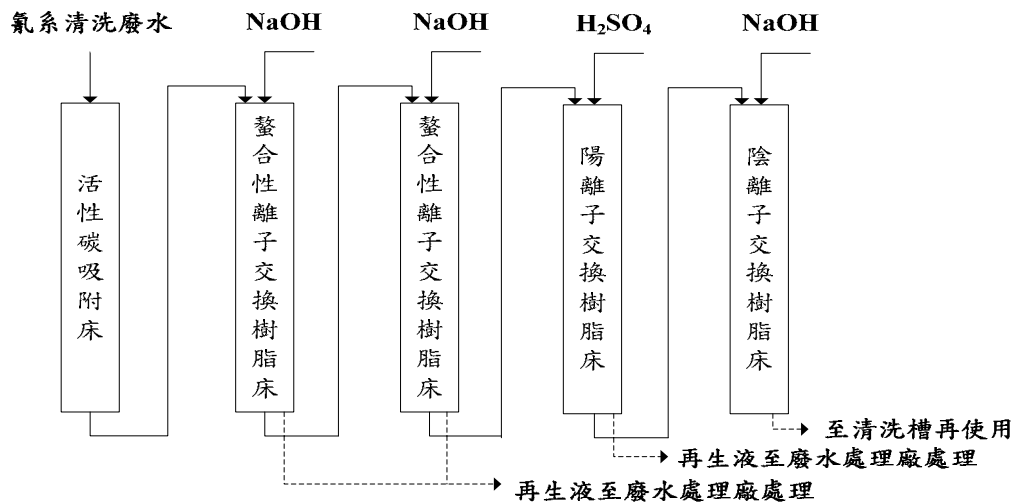 氰系清洗廢水
NaOH
NaOH
H₂SO₄
NaOH
活性碳吸附床
螯合性離子交換樹脂床
螯合性離子交換樹脂床
陽離子交換樹脂床
陰離子交換樹脂床
至清洗槽再使用
再生液至廢水處理廠處理
再生液至廢水處理廠處理